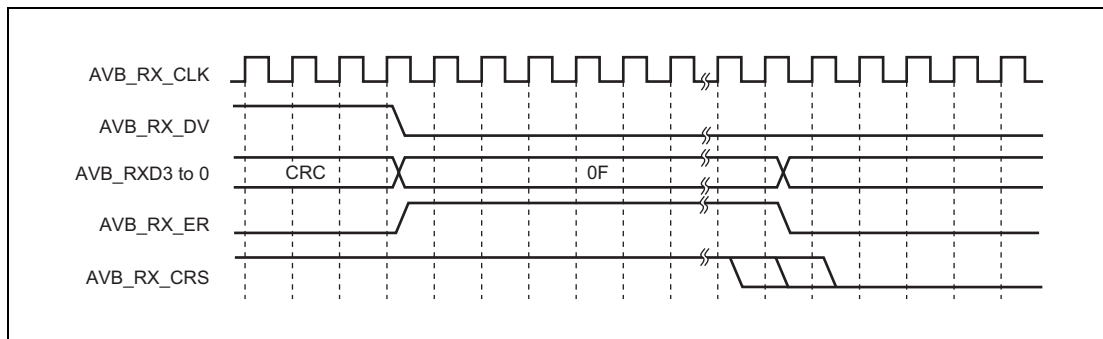 AVB_RX_CLK
AVB_RX_DV
AVB_RXD3 to 0
CRC
0F
AVB_RX_ER
AVB_RX_CRS